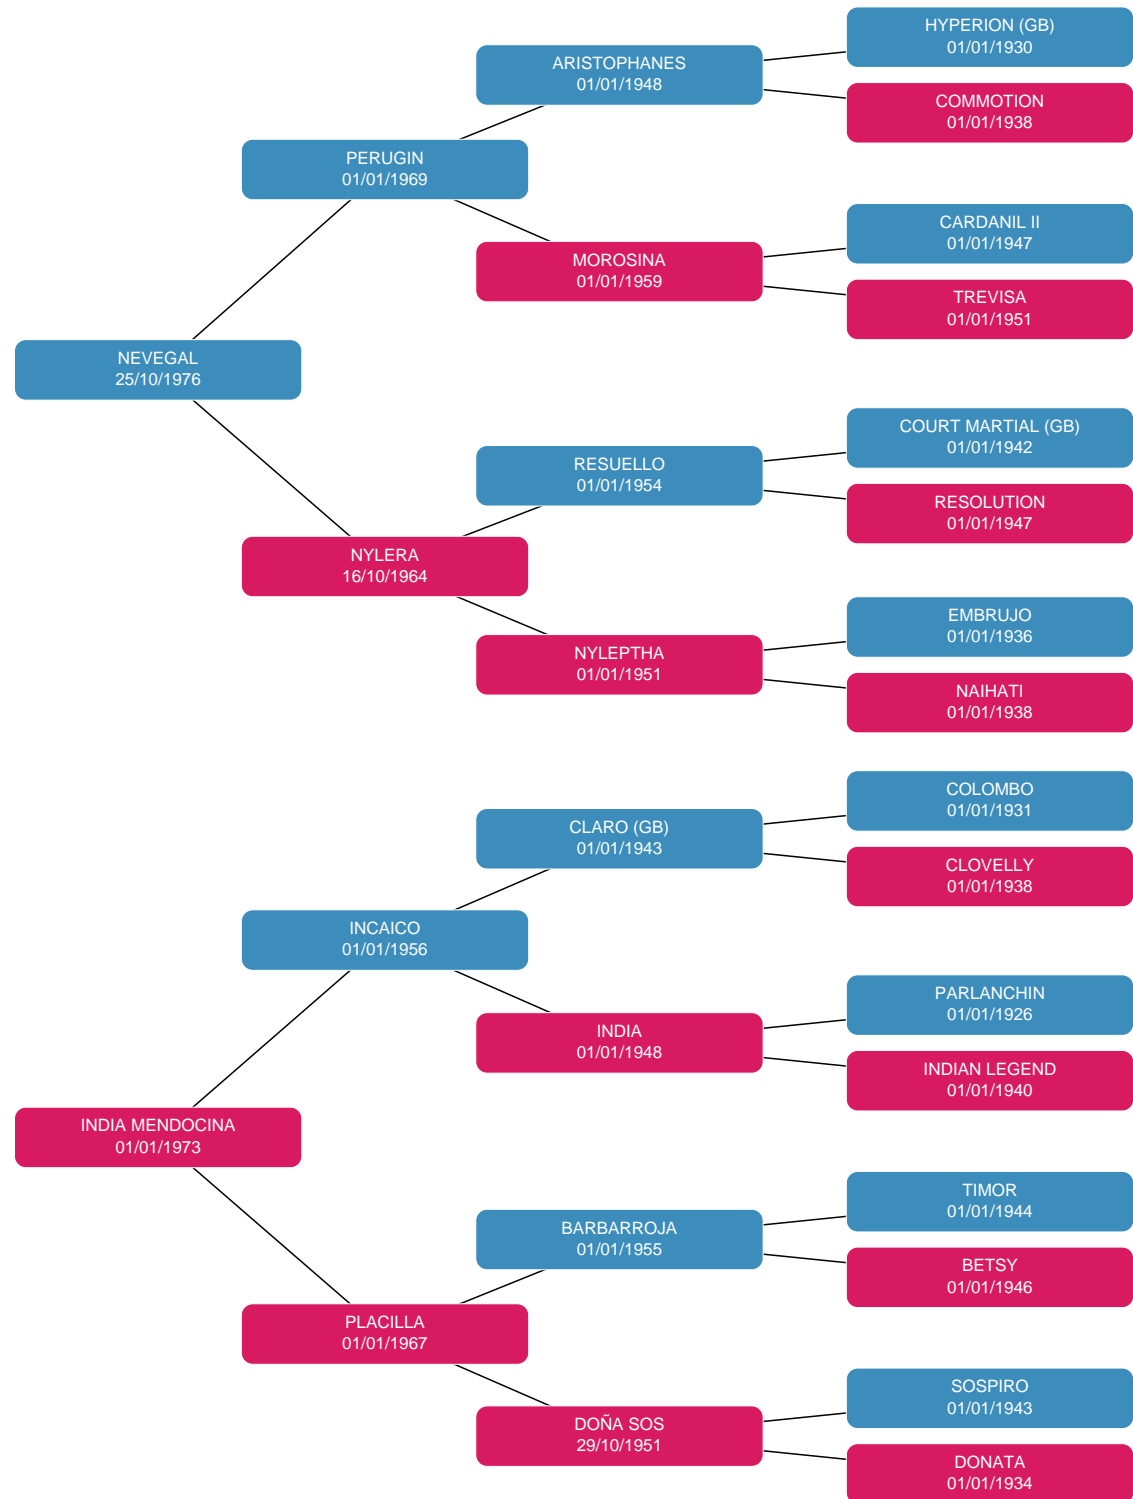 HYPERION (GB)
01/01/1930
ARISTOPHANES
01/01/1948
COMMOTION
01/01/1938
PERUGIN
01/01/1969
CARDANIL II
01/01/1947
MOROSINA
01/01/1959
TREVISA
01/01/1951
NEVEGAL
25/10/1976
COURT MARTIAL (GB)
01/01/1942
RESUELLO
01/01/1954
RESOLUTION
01/01/1947
NYLERA
16/10/1964
EMBRUJO
01/01/1936
NYLEPTHA
01/01/1951
NAIHATI
01/01/1938
COLOMBO
01/01/1931
CLARO (GB)
01/01/1943
CLOVELLY
01/01/1938
INCAICO
01/01/1956
PARLANCHIN
01/01/1926
INDIA
01/01/1948
INDIAN LEGEND
01/01/1940
INDIA MENDOCINA
01/01/1973
TIMOR
01/01/1944
BARBARROJA
01/01/1955
BETSY
01/01/1946
PLACILLA
01/01/1967
SOSPIRO
01/01/1943
DOÑA SOS
29/10/1951
DONATA
01/01/1934